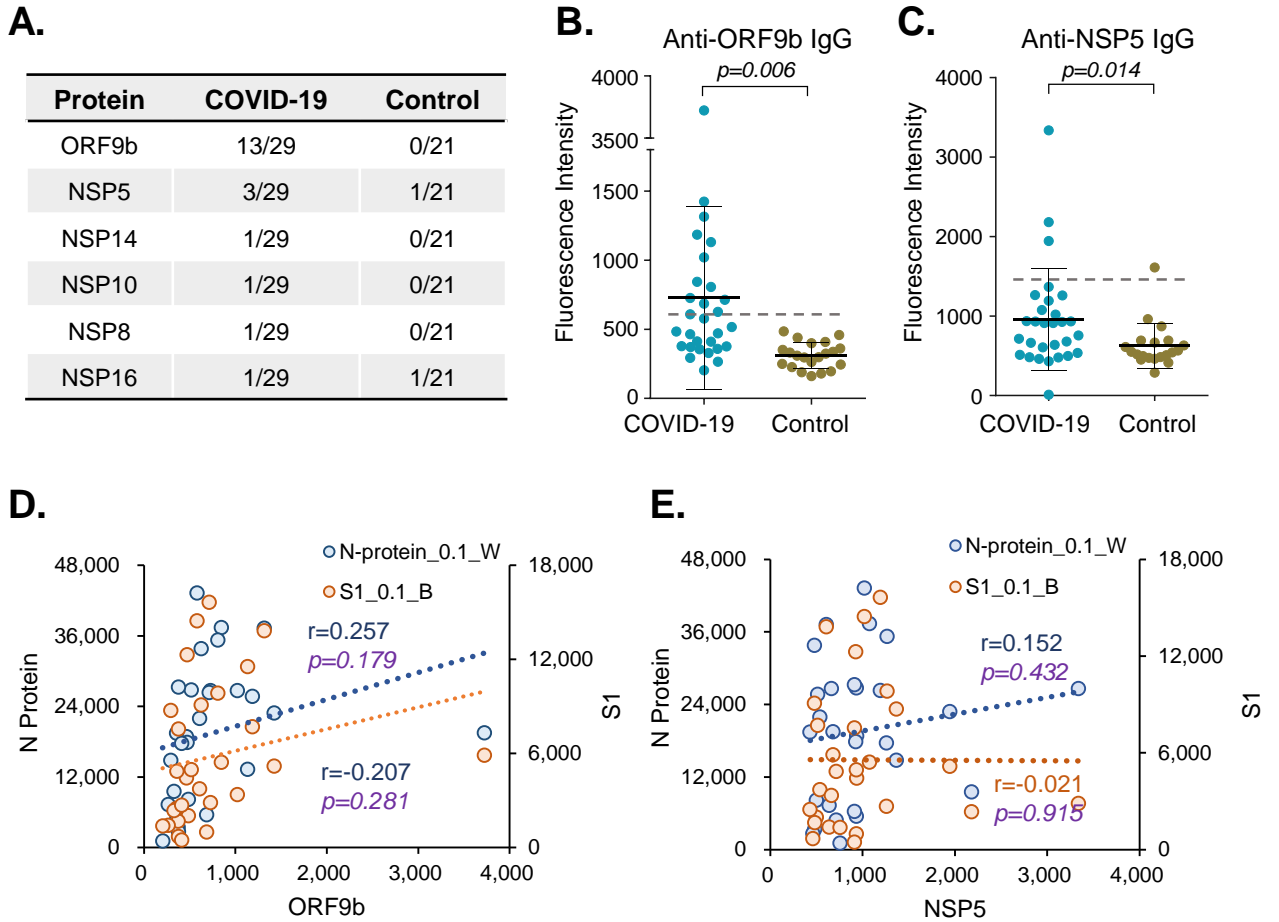 A.
Protein COVID-19 Control
ORF9b 13/29 0/21
NSP5 3/29 1/21
NSP14 1/29 0/21
NSP10 1/29 0/21
NSP8 1/29 0/21
NSP16 1/29 1/21
B.
Anti-ORF9b IgG
p=0.006
Fluorescence Intensity
4000
3500
1500
1000
500
0
COVID-19 Control
C.
Anti-NSP5 IgG
p=0.014
Fluorescence Intensity
4000
3000
2000
1000
0
COVID-19 Control
D.
N-protein_0.1_W
S1_0.1_B
r=0.257
p=0.179
r=-0.207
p=0.281
N Protein
48,000
36,000
24,000
12,000
0
S1
18,000
12,000
6,000
0
0 1,000 2,000 3,000 4,000
ORF9b
E.
N-protein_0.1_W
S1_0.1_B
r=0.152
p=0.432
r=-0.021
p=0.915
N Protein
48,000
36,000
24,000
12,000
0
S1
18,000
12,000
6,000
0
0 1,000 2,000 3,000 4,000
NSP5